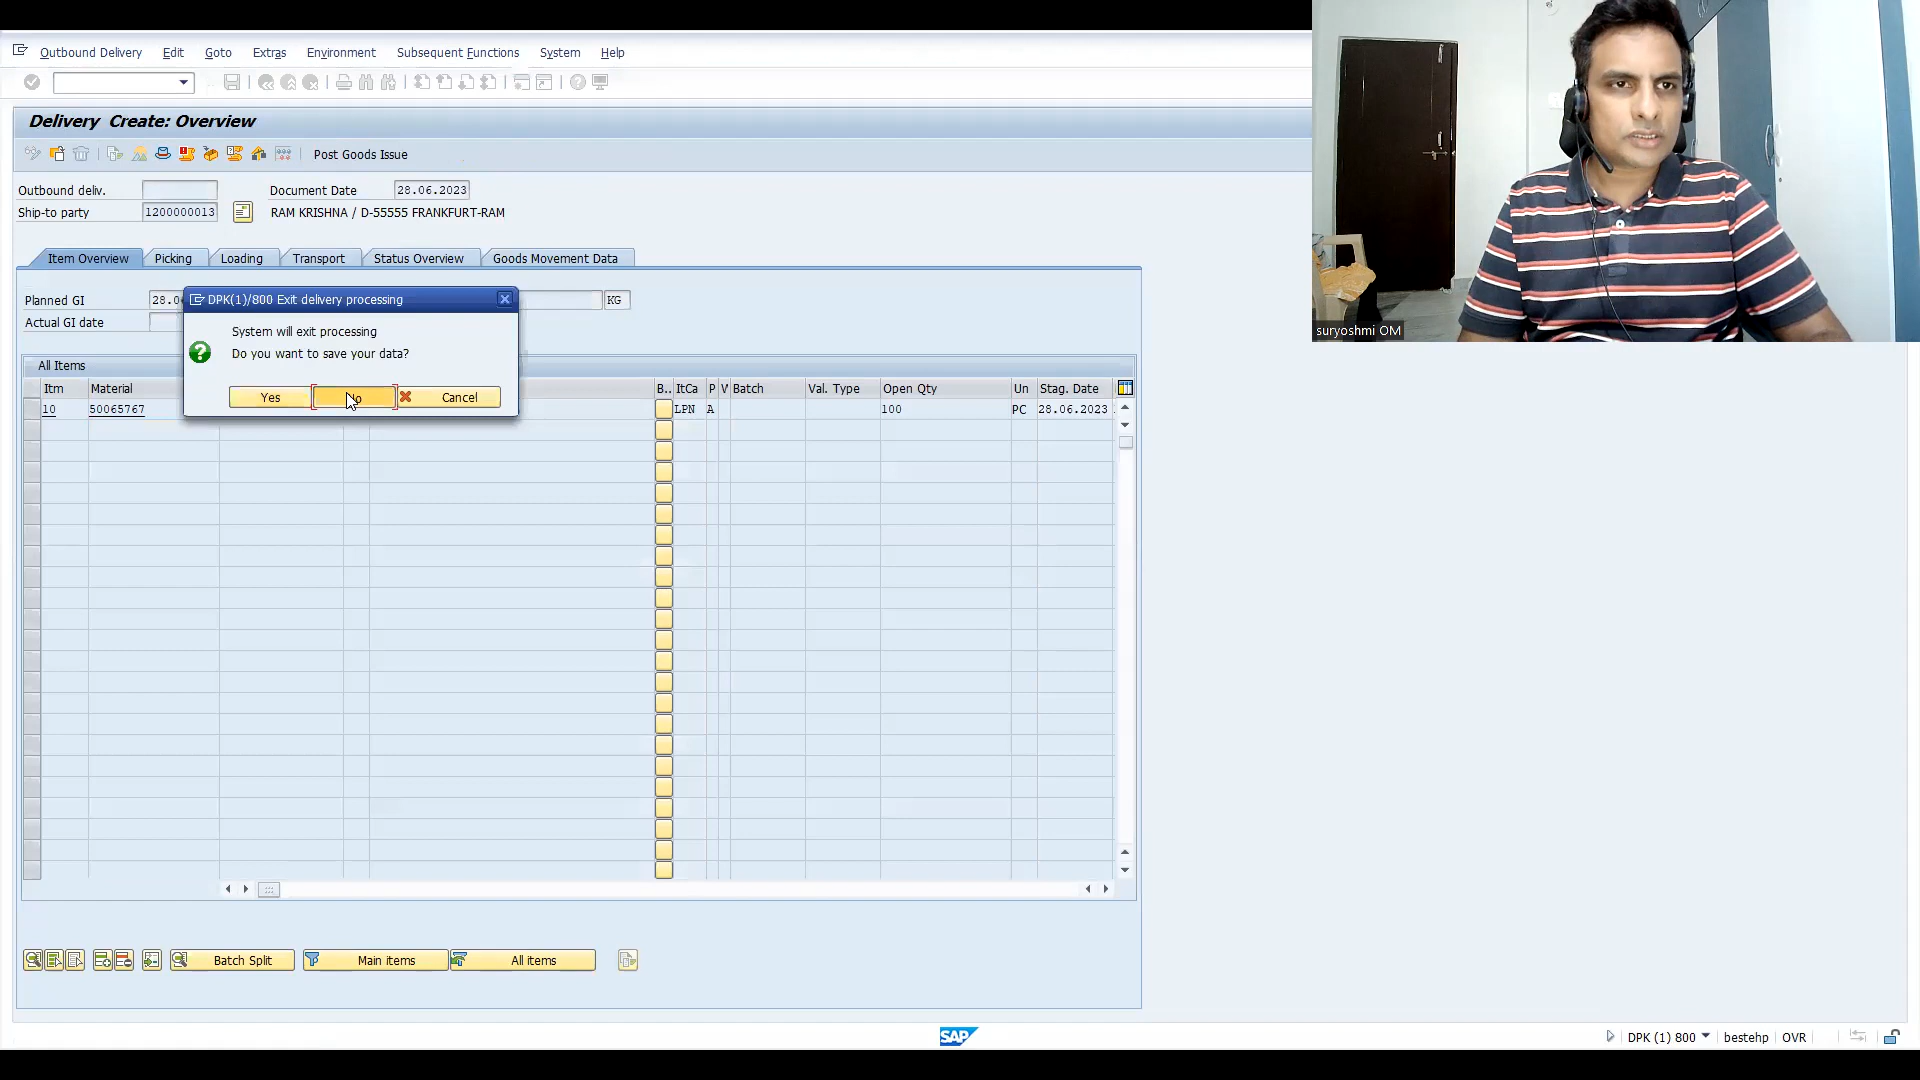 Outbound Delivery Edit Goto Extras Environment Subsequent Functions System Help
Delivery Create: Overview
Post Goods Issue
Outbound deliv. Document Date 28.06.2023
Ship-to party 1200000013 RAM KRISHNA / D-55555 FRANKFURT-RAM
Item Overview Picking Loading Transport Status Overview Goods Movement Data
Planned GI 28.0 KG
Actual GI date
DPK(1)/800 Exit delivery processing
System will exit processing
Do you want to save your data?
Yes Cancel
All Items
Itm Material B.. ItCa P V Batch Val. Type Open Qty Un Stag. Date
10 50065767 LPN A 100 PC 28.06.2023
Batch Split Main items All items
SAP
DPK (1) 800 bestehp OVR
suryoshmi OM